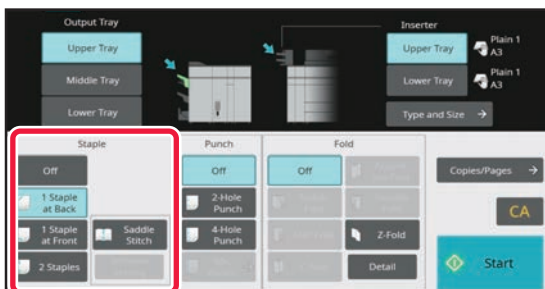 Output Tray
Upper Tray
Middle Tray
Lower Tray
Inserter
Upper Tray
Plain 1
A3
Lower Tray
Plain 1
A3
Type and Size
Staple
Off
1 Staple
at Back
1 Staple
at Front
Saddle
Stitch
2 Staples
Punch
Off
2-Hole
Punch
4-Hole
Punch
Fold
Off
Z-Fold
Detail
Copies/Pages
CA
Start